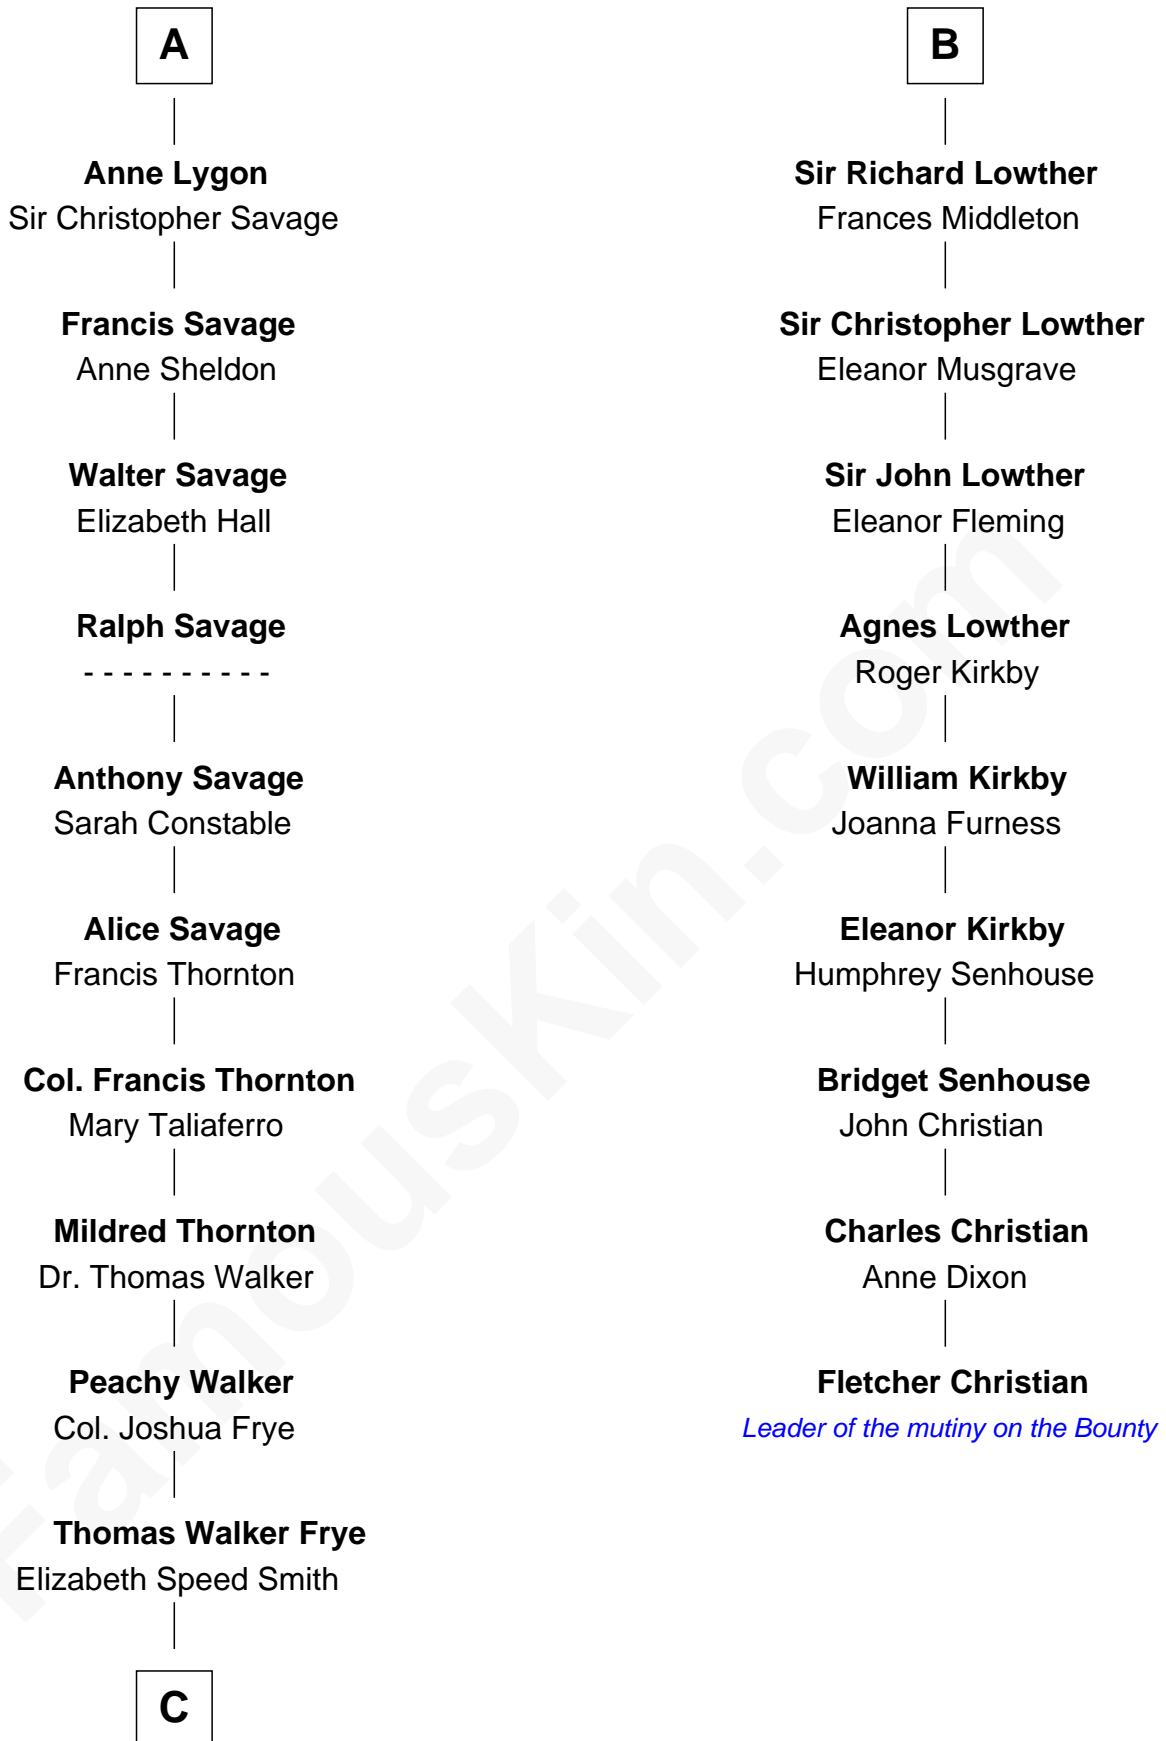 A
Anne Lygon
Sir Christopher Savage
Francis Savage
Anne Sheldon
Walter Savage
Elizabeth Hall
Ralph Savage
- - - - - - - - - -
Anthony Savage
Sarah Constable
Alice Savage
Francis Thornton
Col. Francis Thornton
Mary Taliaferro
Mildred Thornton
Dr. Thomas Walker
Peachy Walker
Col. Joshua Frye
Thomas Walker Frye
Elizabeth Speed Smith
C
B
Sir Richard Lowther
Frances Middleton
Sir Christopher Lowther
Eleanor Musgrave
Sir John Lowther
Eleanor Fleming
Agnes Lowther
Roger Kirkby
William Kirkby
Joanna Furness
Eleanor Kirkby
Humphrey Senhouse
Bridget Senhouse
John Christian
Charles Christian
Anne Dixon
Fletcher Christian
Leader of the mutiny on the Bounty
FamousKin.com